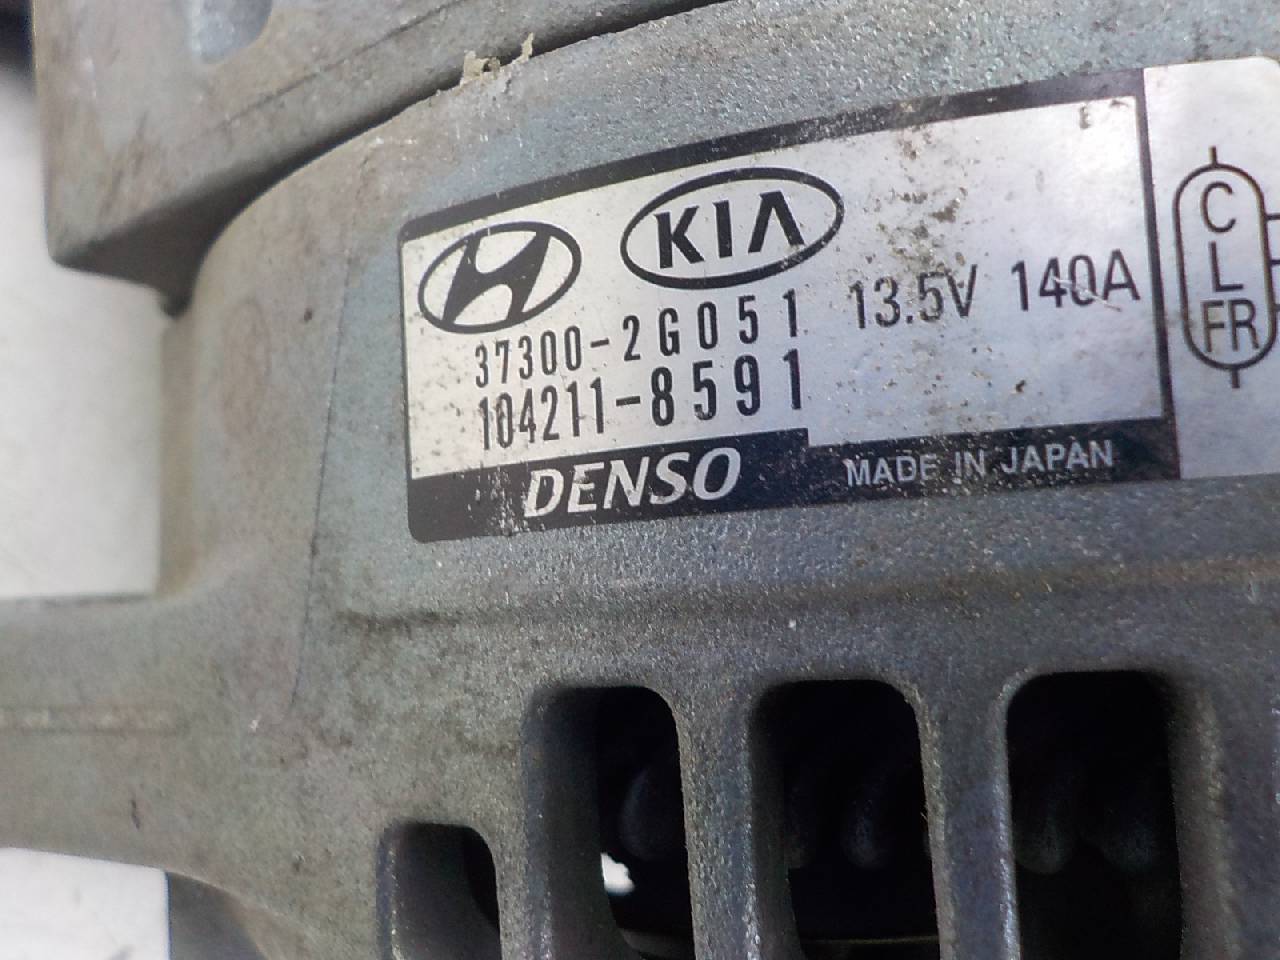 KIA
37300-2G051
104211-8591
13.5V 140A
DENSO
MADE IN JAPAN
C
L
FR